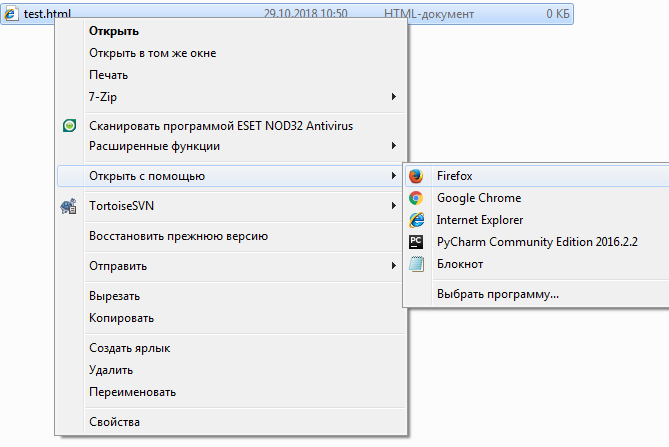 test.html 29.10.2018 10:50 HTML-документ 0 КБ
Открыть
Открыть в том же окне
Печать
7-Zip
Сканировать программой ESET NOD32 Antivirus
Расширенные функции
Открыть с помощью
TortoiseSVN
Восстановить прежнюю версию
Отправить
Вырезать
Копировать
Создать ярлык
Удалить
Переименовать
Свойства
Firefox
Google Chrome
Internet Explorer
PC PyCharm Community Edition 2016.2.2
Блокнот
Выбрать программу...